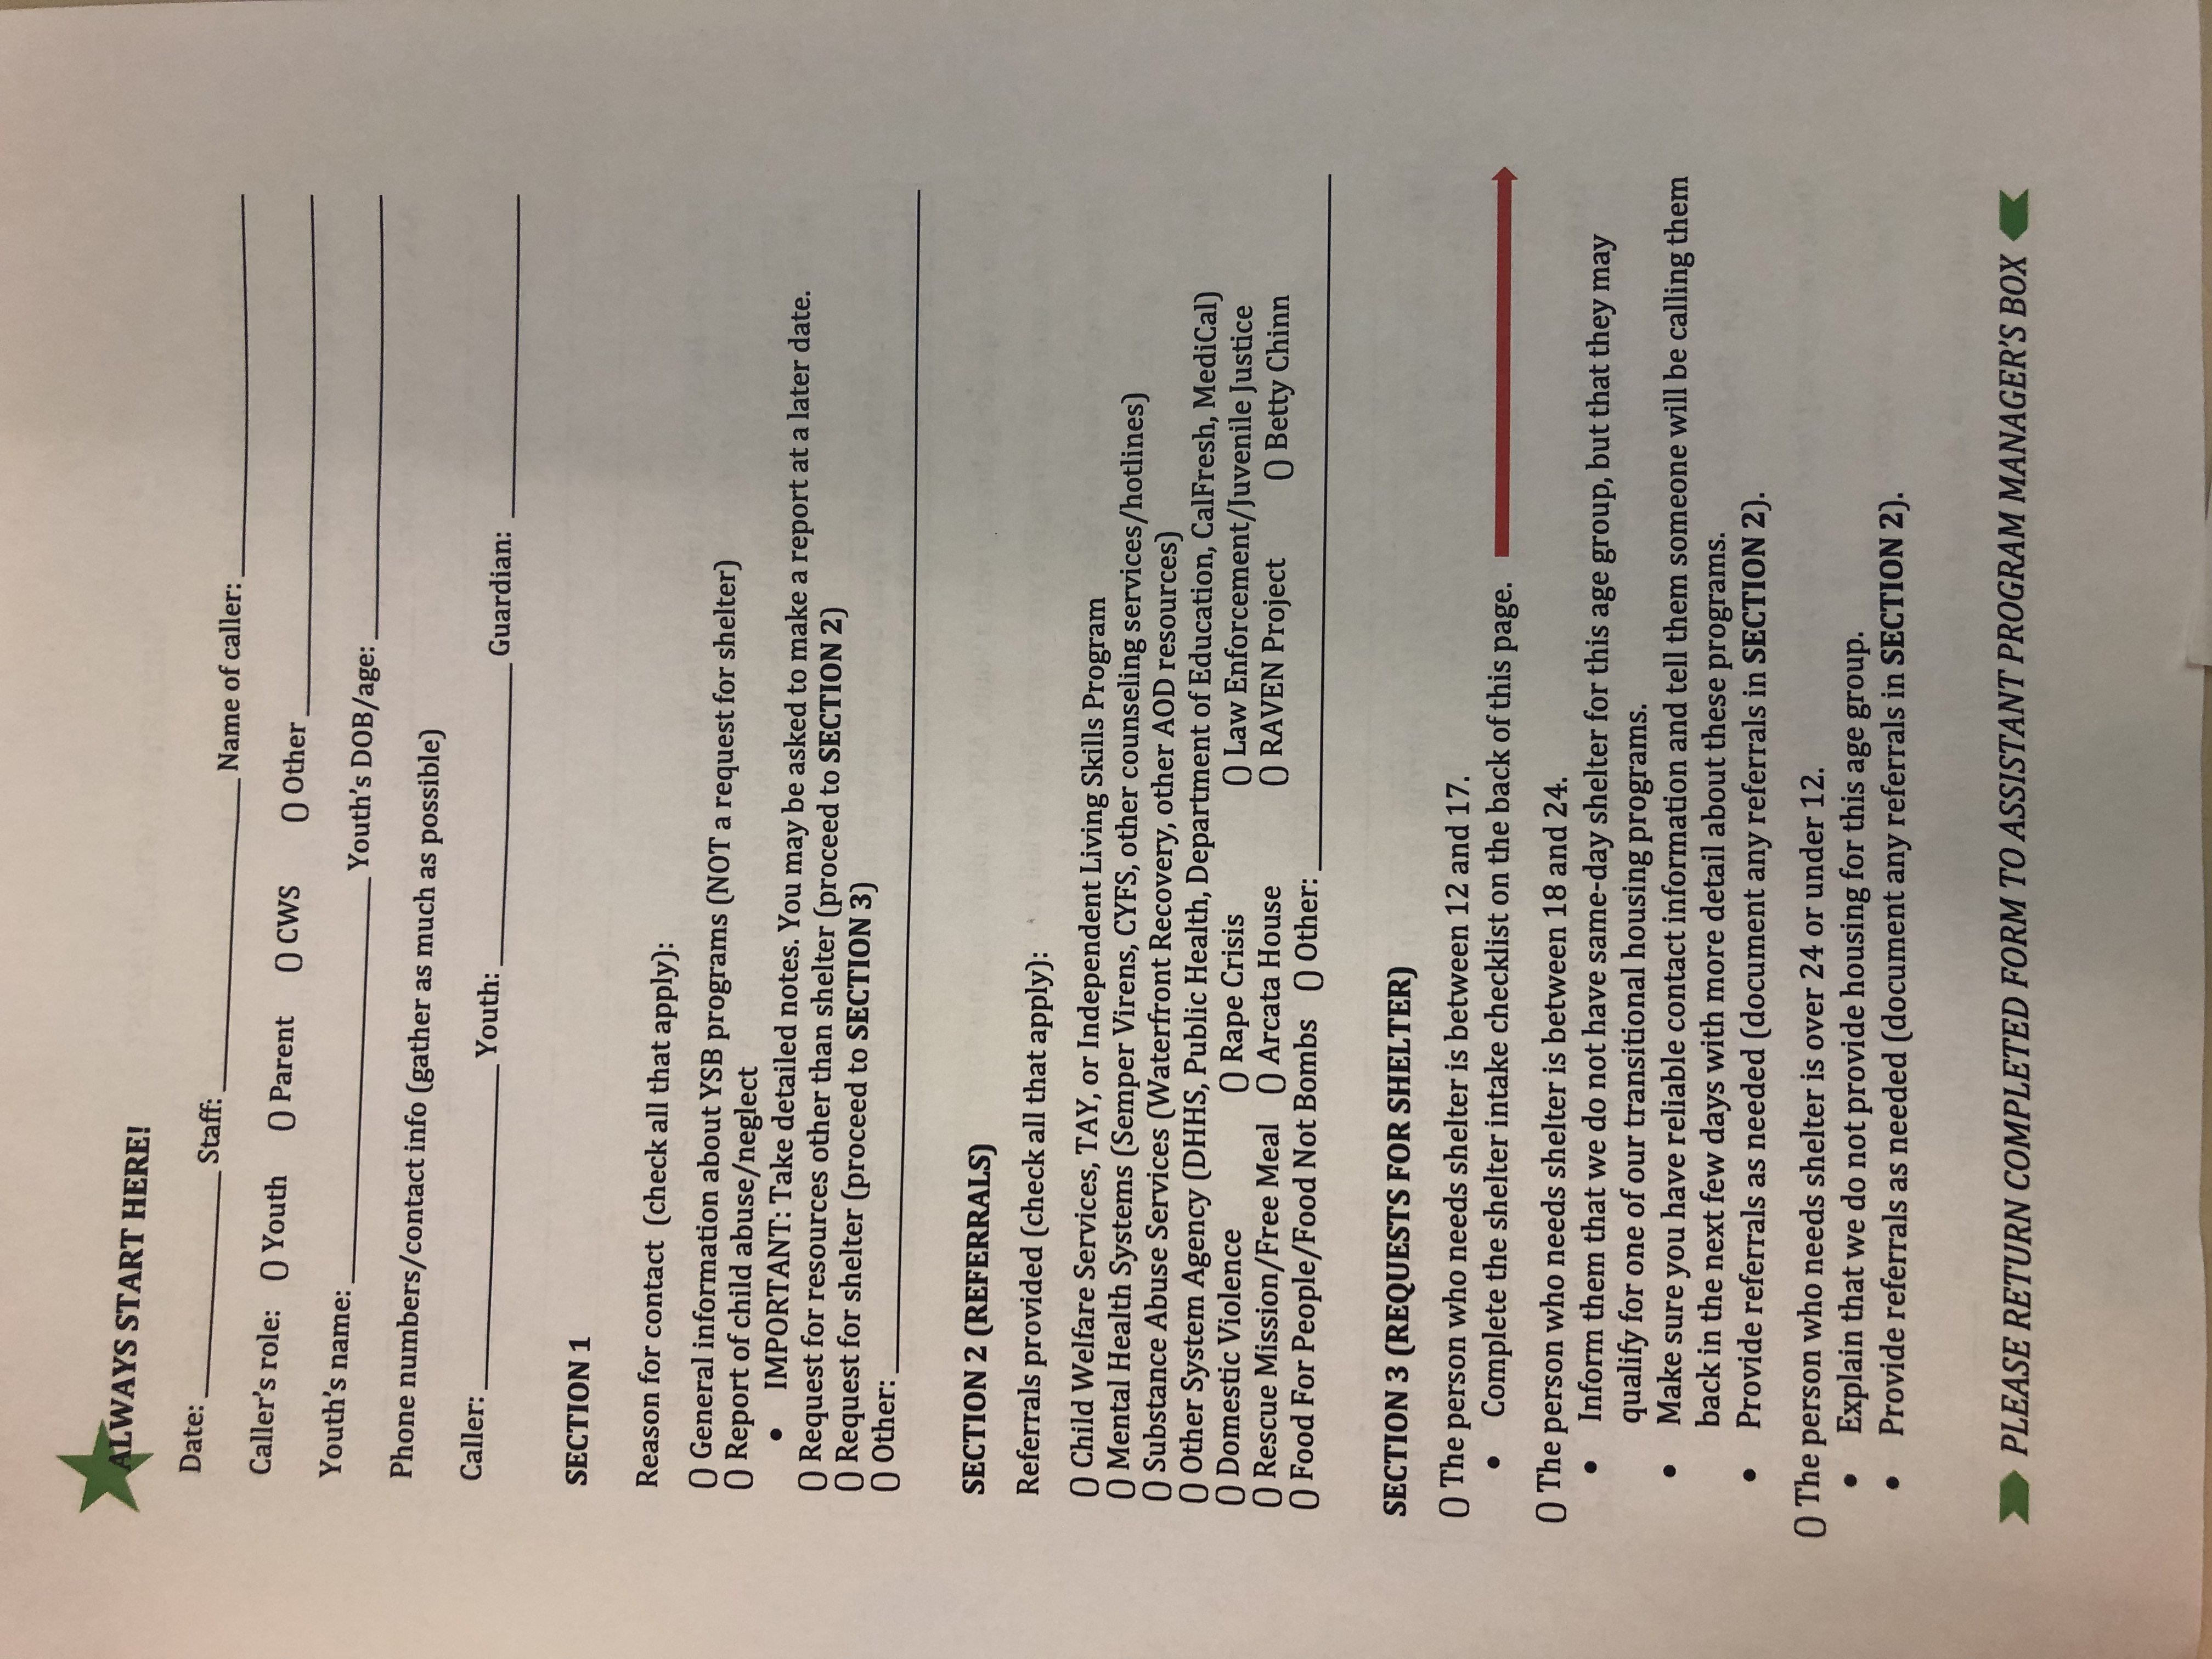 ALWAYS START HERE!
Date: ____________ Staff: ____________ Name of caller: ____________
Caller's role: () Youth () Parent () CWS () Other ____________
Youth's name: ____________ Youth's DOB/age: ____________
Phone numbers/contact info (gather as much as possible)
Caller: ____________ Youth: ____________ Guardian: ____________
SECTION 1
Reason for contact (check all that apply):
() General information about YSB programs (NOT a request for shelter)
() Report of child abuse/neglect
• IMPORTANT: Take detailed notes. You may be asked to make a report at a later date.
() Request for resources other than shelter (proceed to SECTION 2)
() Request for shelter (proceed to SECTION 3)
() Other: ____________
SECTION 2 (REFERRALS)
Referrals provided (check all that apply):
() Child Welfare Services, TAY, or Independent Living Skills Program
() Mental Health Systems (Semper Virens, CYFS, other counseling services/hotlines)
() Substance Abuse Services (Waterfront Recovery, other AOD resources)
() Other System Agency (DHHS, Public Health, Department of Education, CalFresh, MediCal)
() Domestic Violence () Rape Crisis () Law Enforcement/Juvenile Justice
() Rescue Mission/Free Meal () Arcata House () RAVEN Project () Betty Chinn
() Food For People/Food Not Bombs () Other: ____________
SECTION 3 (REQUESTS FOR SHELTER)
() The person who needs shelter is between 12 and 17.
• Complete the shelter intake checklist on the back of this page.
() The person who needs shelter is between 18 and 24.
• Inform them that we do not have same-day shelter for this age group, but that they may
qualify for one of our transitional housing programs.
• Make sure you have reliable contact information and tell them someone will be calling them
back in the next few days with more detail about these programs.
• Provide referrals as needed (document any referrals in SECTION 2).
() The person who needs shelter is over 24 or under 12.
• Explain that we do not provide housing for this age group.
• Provide referrals as needed (document any referrals in SECTION 2).
PLEASE RETURN COMPLETED FORM TO ASSISTANT PROGRAM MANAGER'S BOX